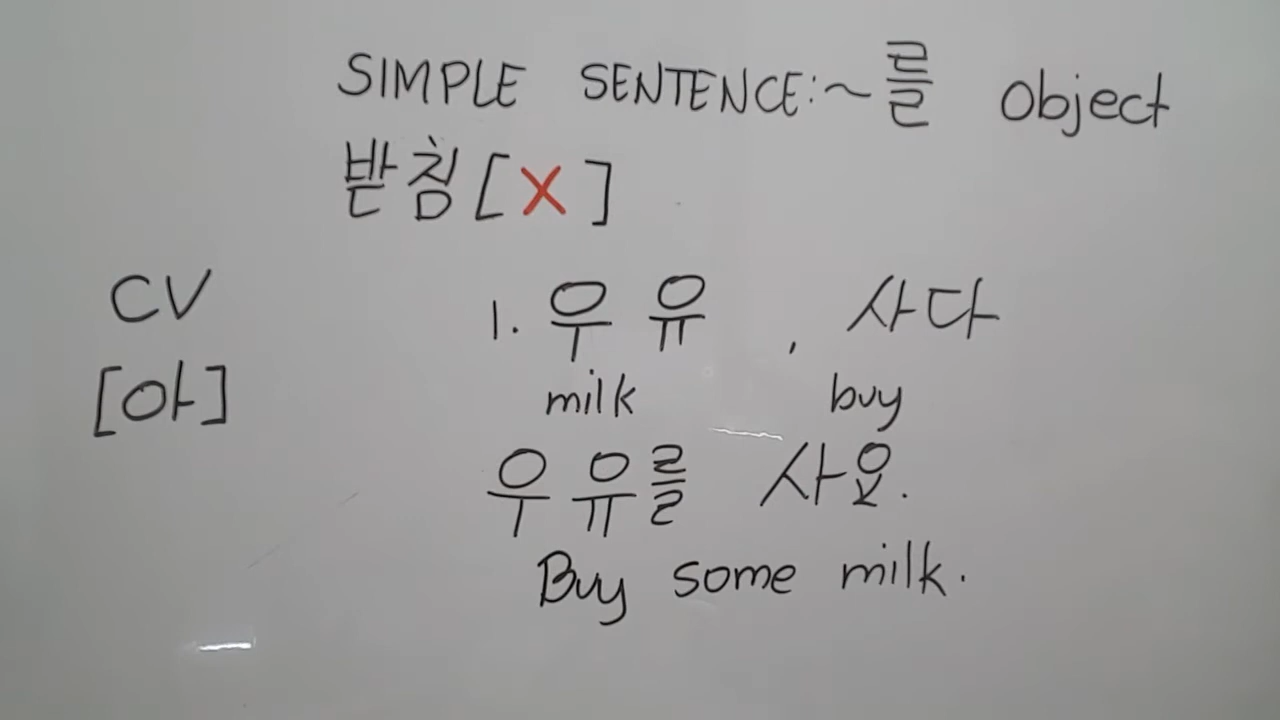 SIMPLE SENTENCE:~를 object
받침[X]
CV
[아]
1. 우유, 사다
milk buy
우유를 사요.
Buy some milk.